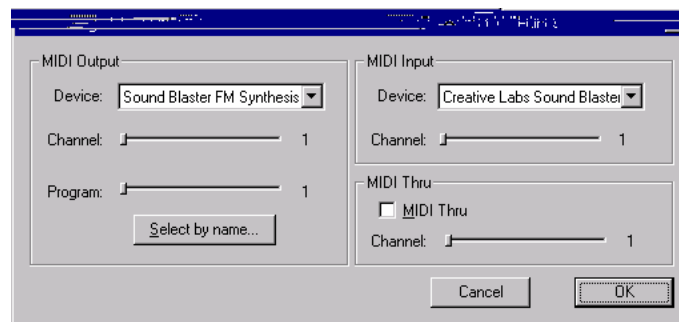 MIDI Output
Device: Sound Blaster FM Synthesis
Channel: 1
Program: 1
Select by name...
MIDI Input
Device: Creative Labs Sound Blaster
Channel: 1
MIDI Thru
MIDI Thru
Channel: 1
Cancel
OK